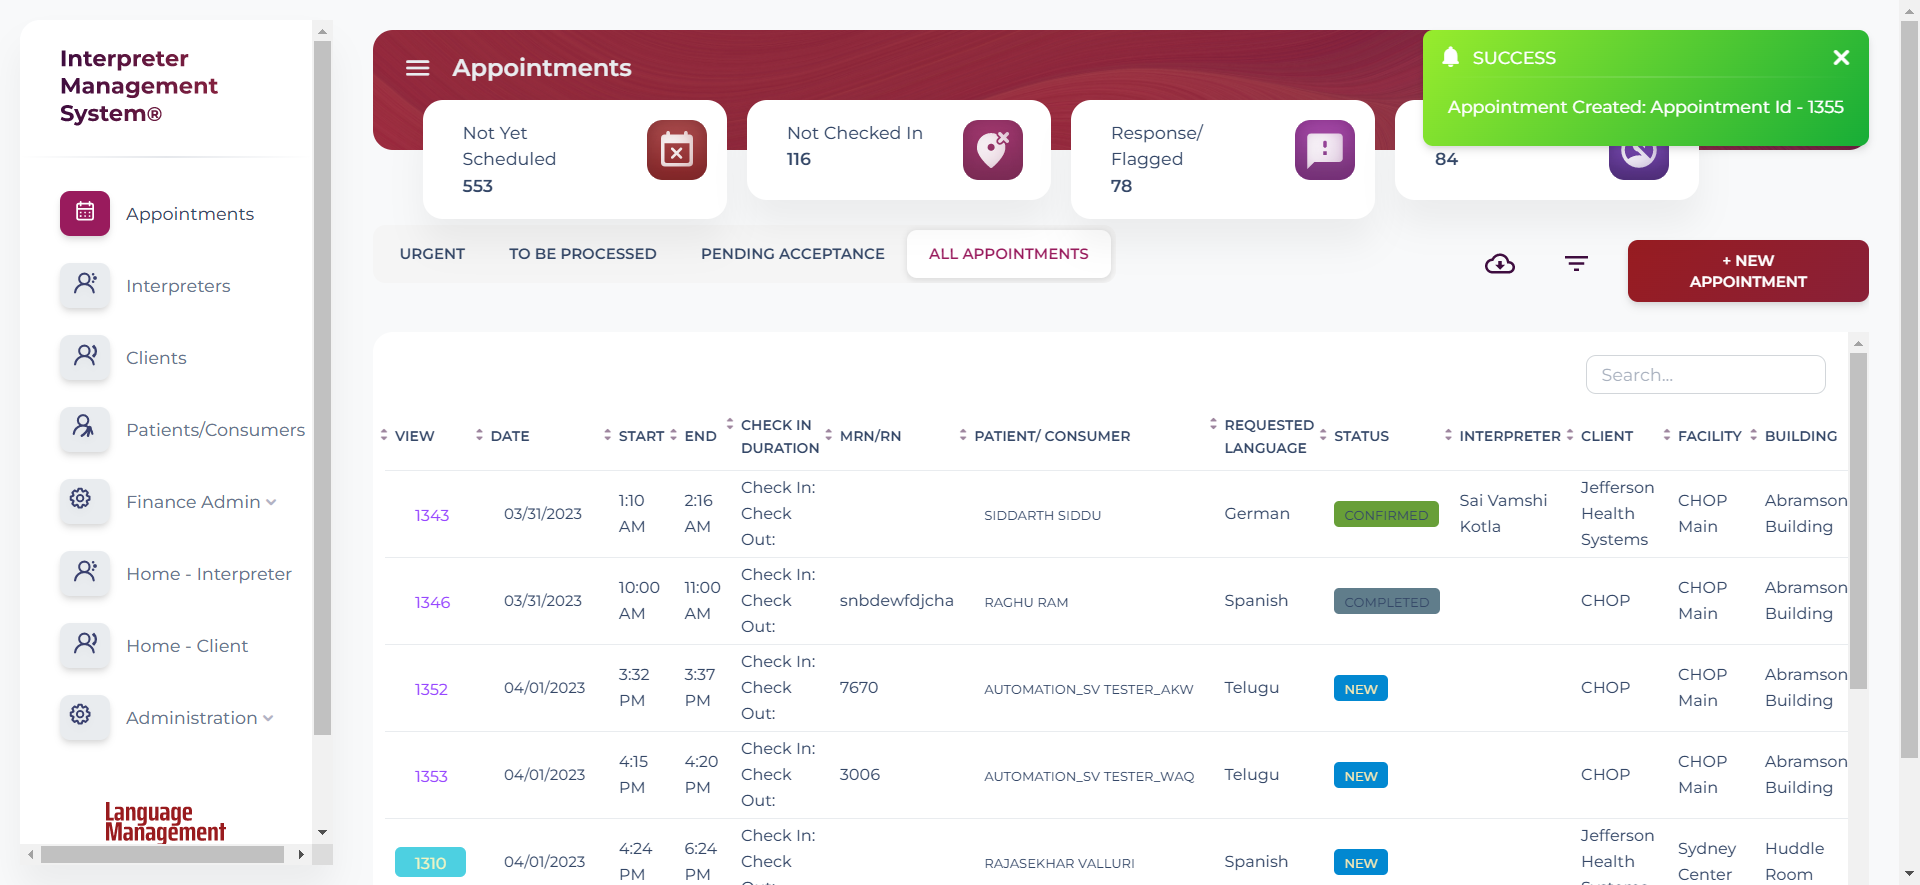 Interpreter
Management
System®
Appointments
Interpreters
Clients
Patients/Consumers
Finance Admin
Home - Interpreter
Home - Client
Administration
Language
Management
Appointments
SUCCESS
Appointment Created: Appointment Id - 1355
Not Yet
Scheduled
553
Not Checked In
116
Response/
Flagged
78
84
URGENT TO BE PROCESSED PENDING ACCEPTANCE ALL APPOINTMENTS
+ NEW
APPOINTMENT
Search...
VIEW DATE START END CHECK IN DURATION MRN/RN PATIENT/ CONSUMER REQUESTED LANGUAGE STATUS INTERPRETER CLIENT FACILITY BUILDING
1343 03/31/2023 1:10 AM 2:16 AM Check In: Check Out: SIDDARTH SIDDU German CONFIRMED Sai Vamshi Kotla Jefferson Health Systems CHOP Main Abramson Building
1346 03/31/2023 10:00 AM 11:00 AM Check In: Check Out: snbdewfdjcha RAGHU RAM Spanish COMPLETED CHOP CHOP Main Abramson Building
1352 04/01/2023 3:32 PM 3:37 PM Check In: Check Out: 7670 AUTOMATION_SV TESTER_AKW Telugu NEW CHOP CHOP Main Abramson Building
1353 04/01/2023 4:15 PM 4:20 PM Check In: Check Out: 3006 AUTOMATION_SV TESTER_WAQ Telugu NEW CHOP CHOP Main Abramson Building
1310 04/01/2023 4:24 PM 6:24 PM Check In: Check RAJASEKHAR VALLURI Spanish NEW Jefferson Health Sydney Center Huddle Room